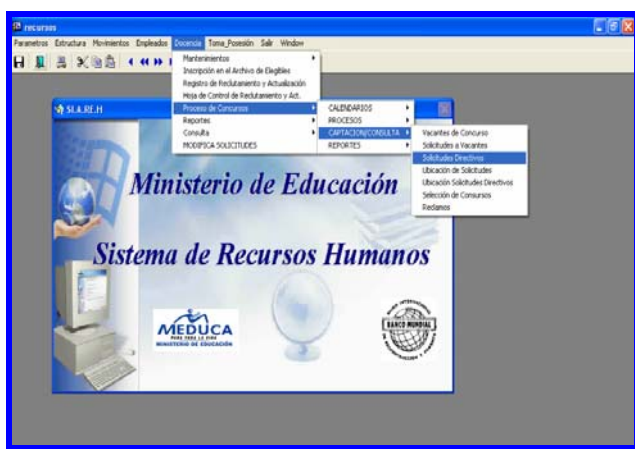 recursos
Parametros Estructura Movimientos Empleados Docencia Toma_Posesión Salir Window
Mantenimientos
Inscripción en el Archivo de Elegibles
Registro de Reclutamiento y Actualización
Hoja de Control de Reclutamiento y Act.
Proceso de Concursos
Reportes
Consulta
MODIFICA SOLICITUDES
CALENDARIOS
PROCESOS
CAPTACION/CONSULTA
REPORTES
Vacantes de Concurso
Solicitudes a Vacantes
Solicitudes Directivos
Ubicación de Solicitudes
Ubicación Solicitudes Directivos
Selección de Consursos
Reclamos
SI.A.RE.H
Ministerio de Educación
Sistema de Recursos Humanos
MEDUCA
MINISTERIO DE EDUCACIÓN
BANCO MUNDIAL